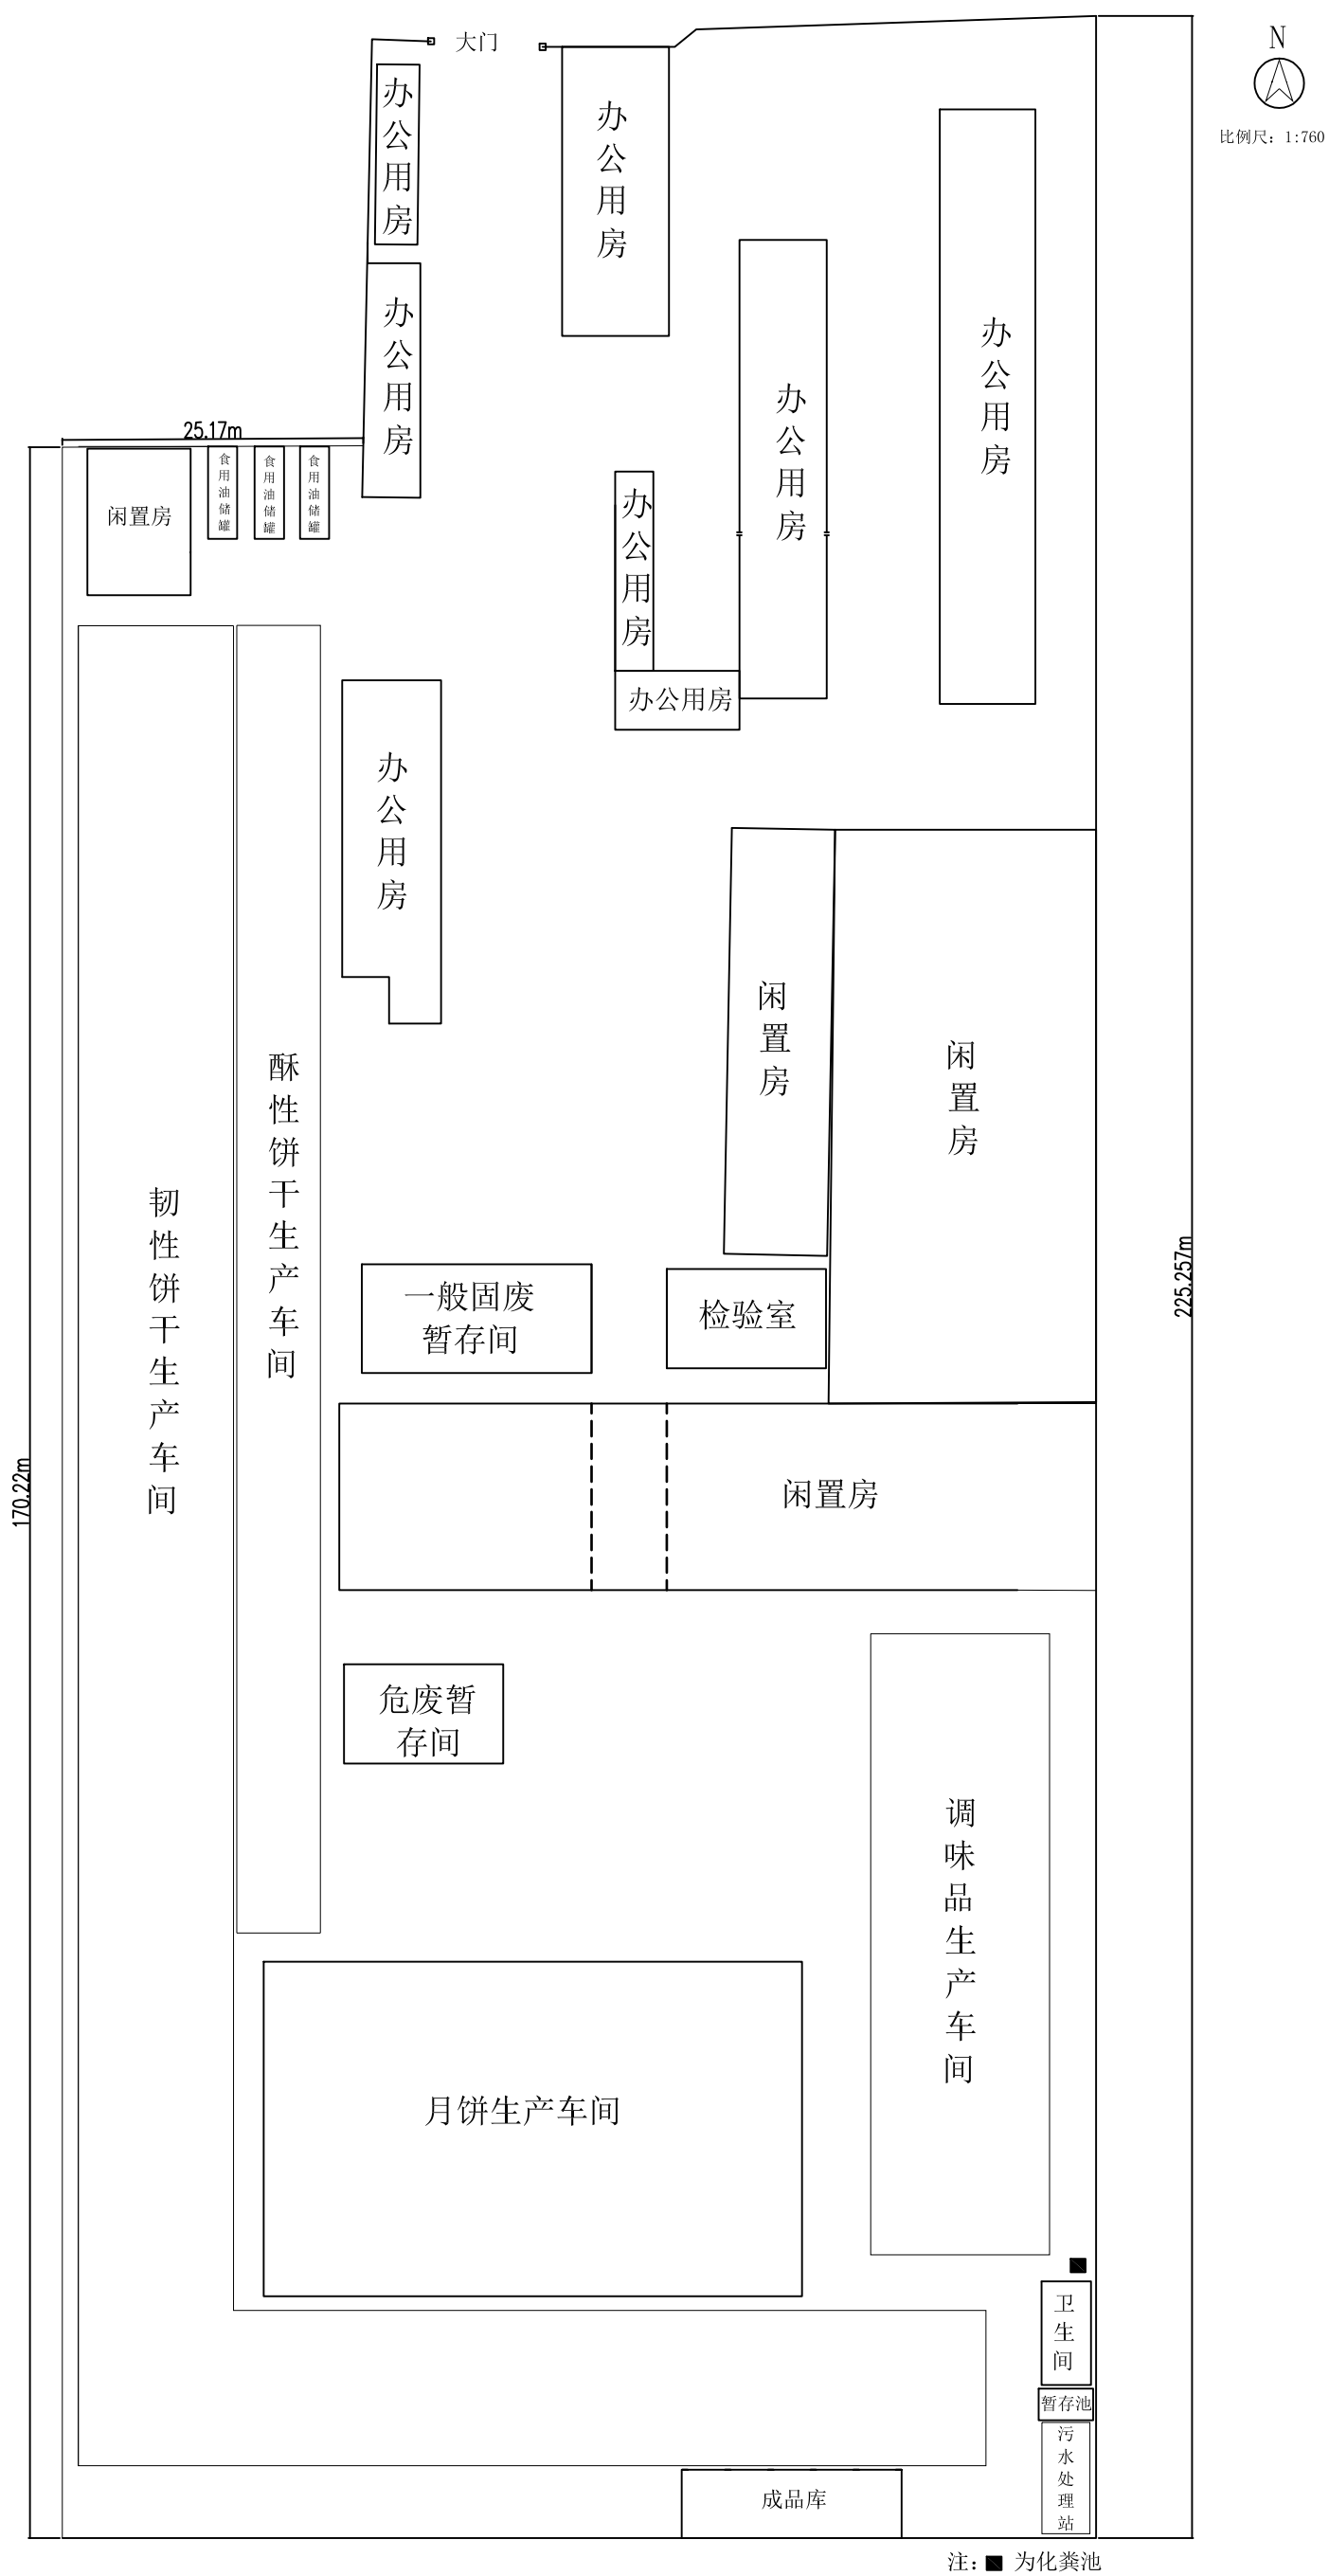 大门
N
比例尺：1:760
办公用房
办公用房
办公用房
办公用房
办公用房
25.17m
食用油储罐
食用油储罐
食用油储罐
闲置房
办公用房
办公用房
办公用房
闲置房
闲置房
酥性饼干生产车间
韧性饼干生产车间
225.257m
一般固废
暂存间
检验室
170.22m
闲置房
危废暂
存间
调味品生产车间
月饼生产车间
卫生间
暂存池
污水处理站
成品库
注：为化粪池